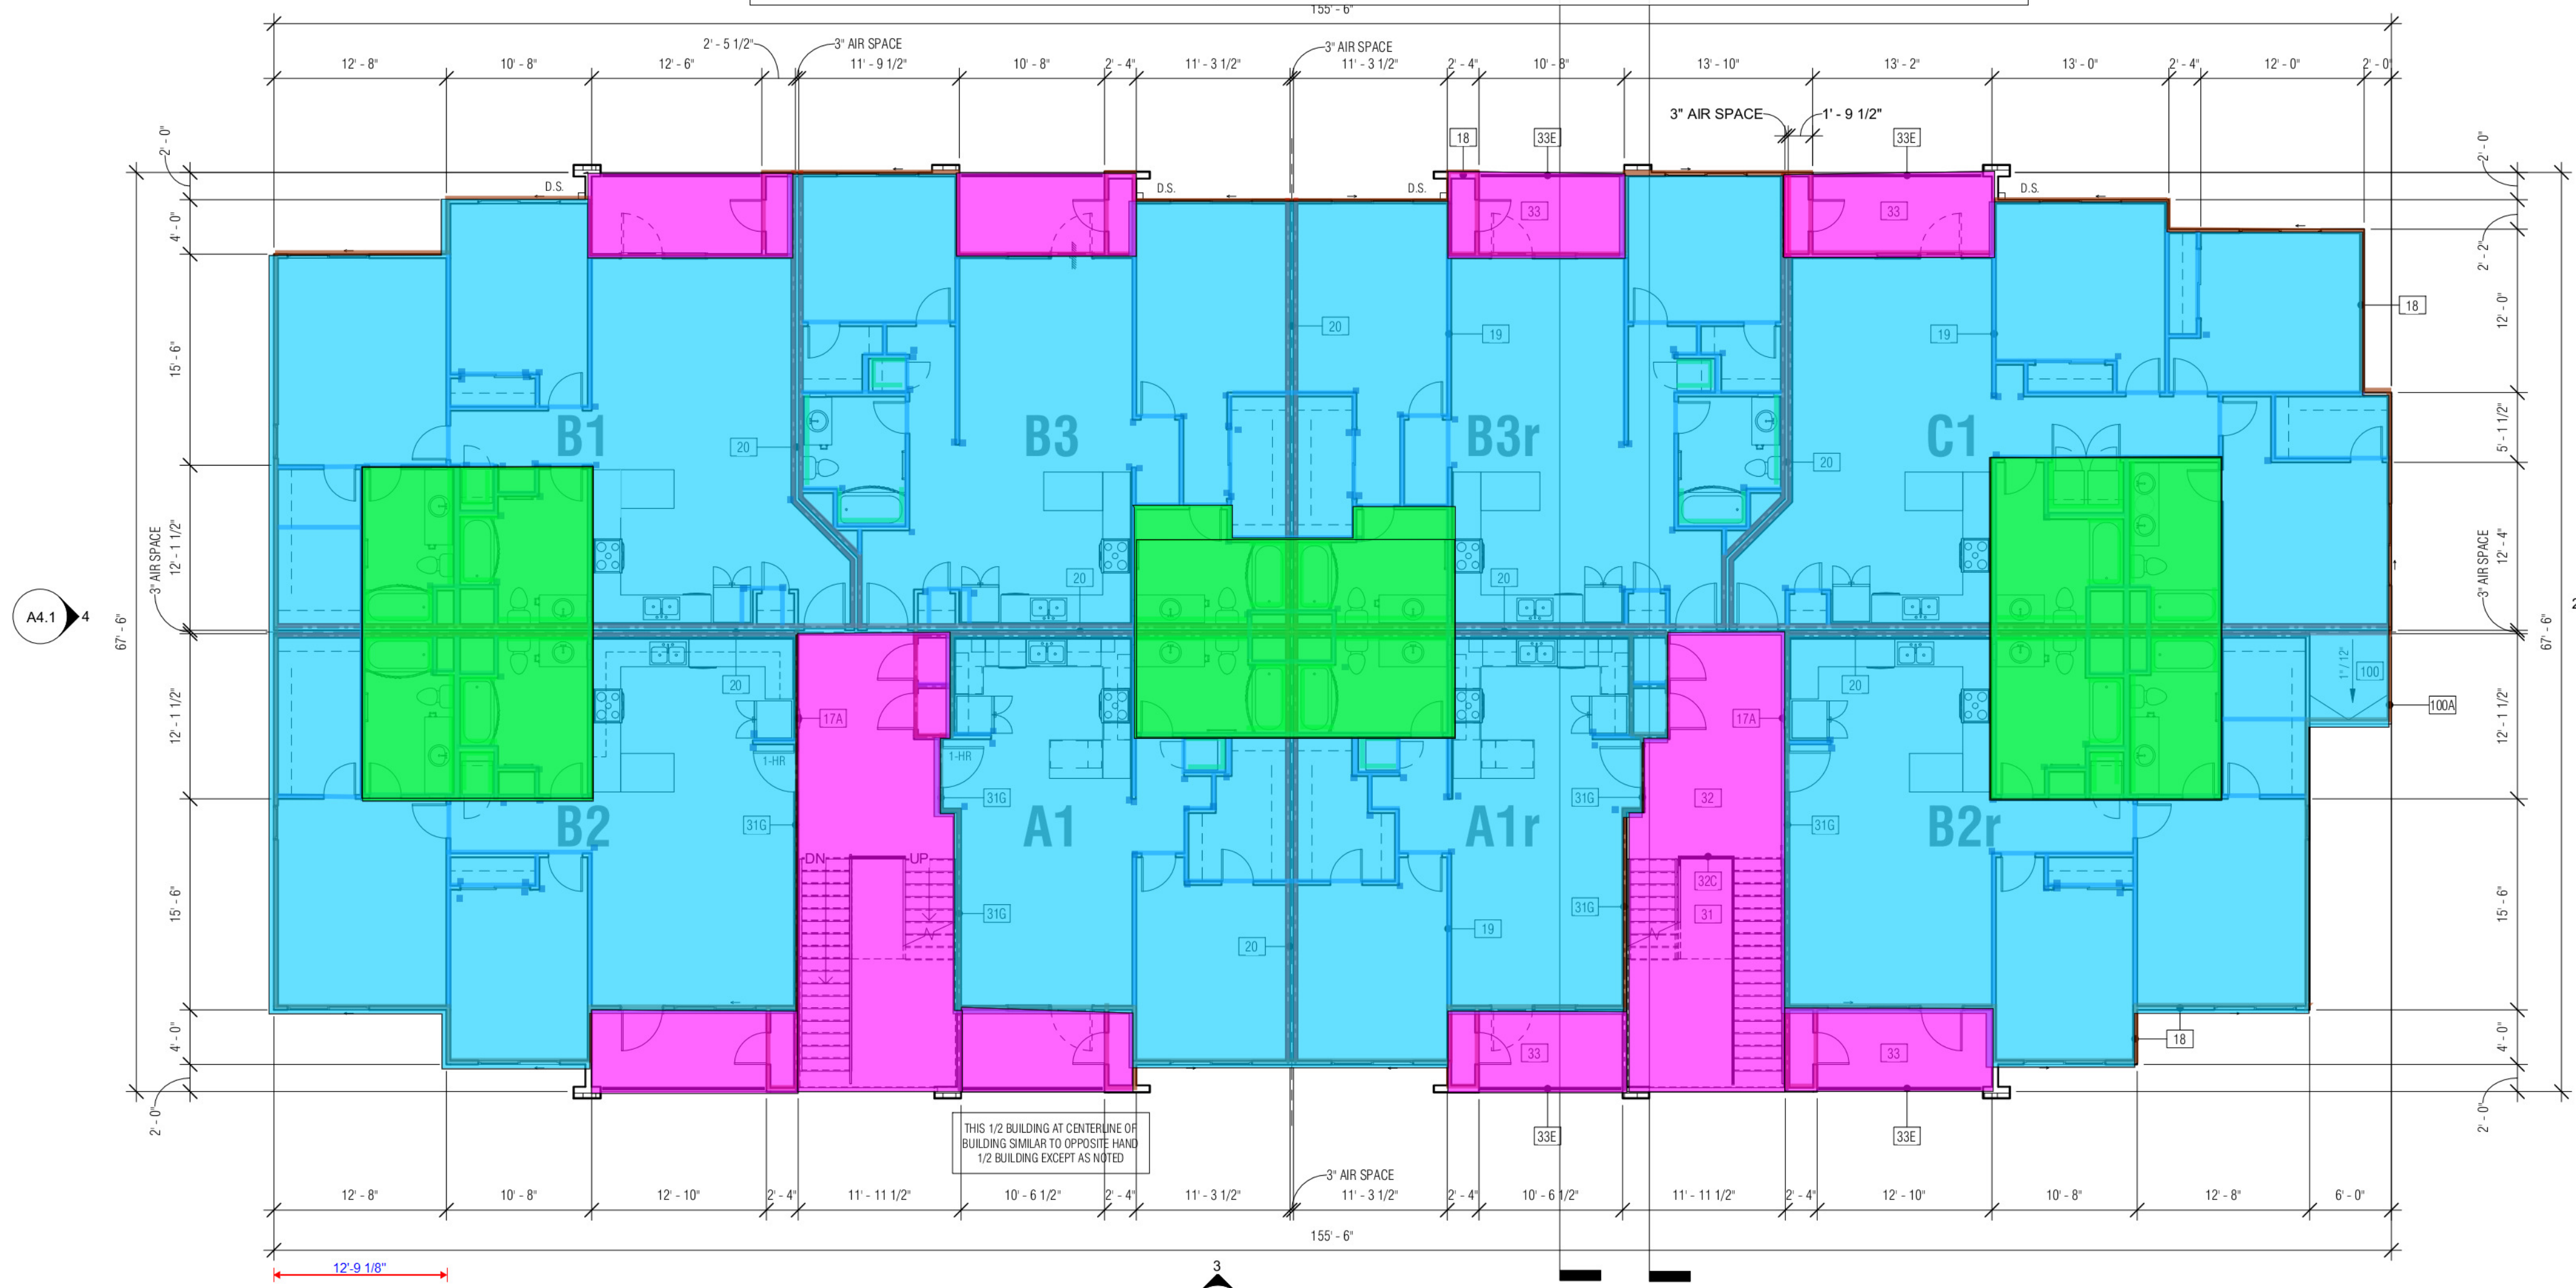 155' - 6"
2' - 5 1/2" 3" AIR SPACE 3" AIR SPACE
12' - 8" 10' - 8" 12' - 6" 11' - 9 1/2" 10' - 8" 2' - 4" 11' - 3 1/2" 11' - 3 1/2" 2' - 4" 10' - 8" 13' - 10" 13' - 2" 13' - 0" 2' - 4" 12' - 0" 2' - 0"
3" AIR SPACE 1' - 9 1/2"
2' - 0" 18 33E 33E 2' - 0"
D.S. D.S. D.S. D.S.
4' - 0" 33 33 2' - 2"
15' - 6" 20 19 19 18 12' - 0"
B1 20 B3 B3r 20 C1 5' - 1 1/2"
3" AIR SPACE 12' - 1 1/2" 12' - 4" 3" AIR SPACE
20 20
A4.1 4 67' - 6" 67' - 6" 2
20 20 1" / 12" 100
12' - 1 1/2" 17A 17A 100A 12' - 1 1/2"
1-HR 1-HR
31G 31G 32
B2 31G A1 A1r 31G B2r
DN UP
32C
15' - 6" 31G 31G 31 15' - 6"
20 19
4' - 0" 33 33 18 4' - 0"
2' - 0" 2' - 0"
THIS 1/2 BUILDING AT CENTERLINE OF
BUILDING SIMILAR TO OPPOSITE HAND
1/2 BUILDING EXCEPT AS NOTED
33E 33E
3" AIR SPACE
12' - 8" 10' - 8" 12' - 10" 2' - 4" 11' - 11 1/2" 10' - 6 1/2" 2' - 4" 11' - 3 1/2" 11' - 3 1/2" 2' - 4" 10' - 6 1/2" 11' - 11 1/2" 2' - 4" 12' - 10" 10' - 8" 12' - 8" 6' - 0"
155' - 6"
12'-9 1/8"
3